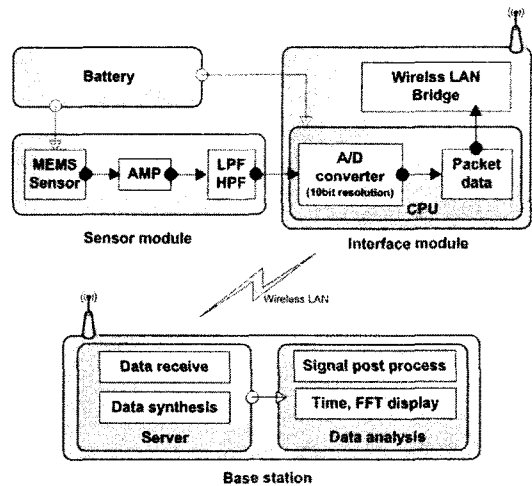 Battery
Wirelss LAN
Bridge
MEMS
Sensor
AMP
LPF
HPF
A/D
converter
(10bit resolution)
Packet
data
CPU
Sensor module
Interface module
Wireless LAN
Data receive
Data synthesis
Server
Signal post process
Time, FFT display
Data analysis
Base station